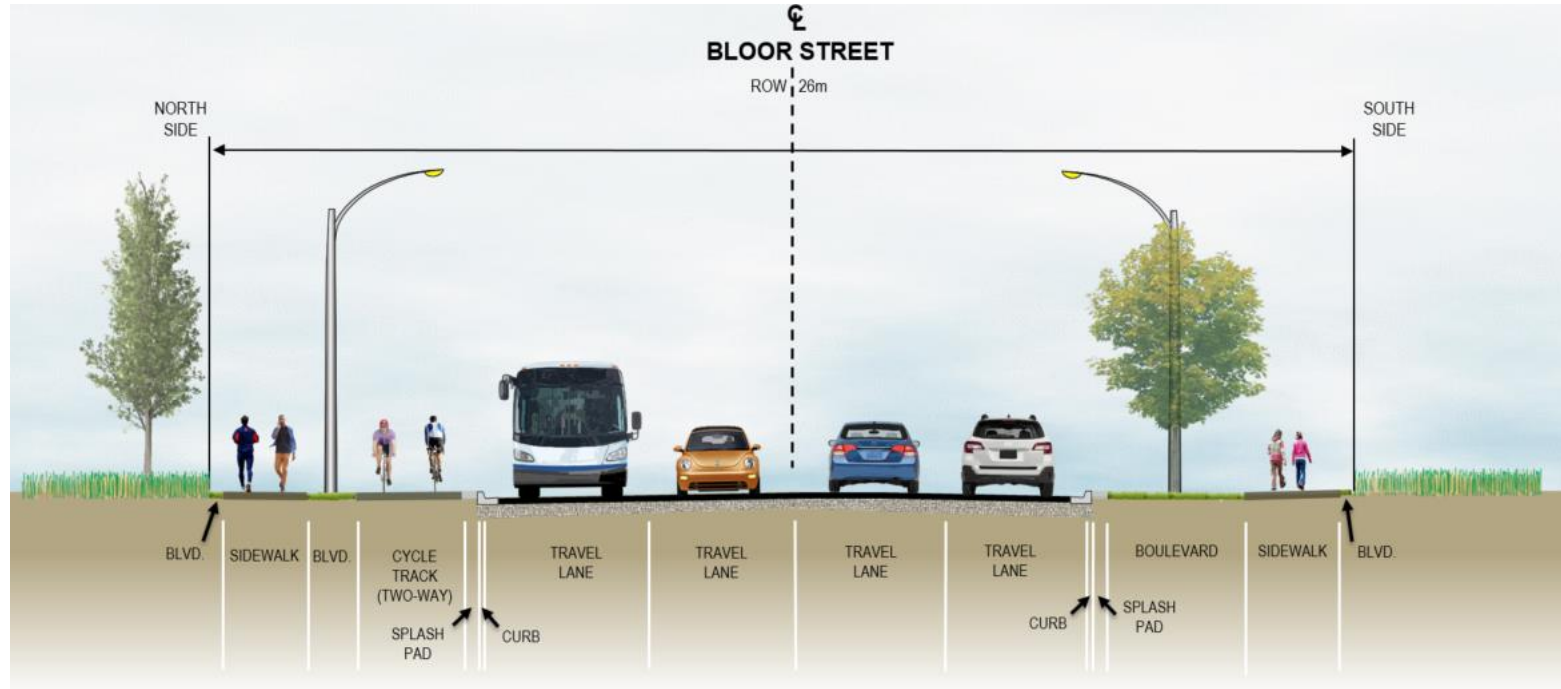 ℄
BLOOR STREET
ROW 26m
NORTH
SIDE
SOUTH
SIDE
BLVD.
SIDEWALK
BLVD.
CYCLE
TRACK
(TWO-WAY)
SPLASH
PAD
CURB
TRAVEL
LANE
TRAVEL
LANE
TRAVEL
LANE
TRAVEL
LANE
CURB
SPLASH
PAD
BOULEVARD
SIDEWALK
BLVD.